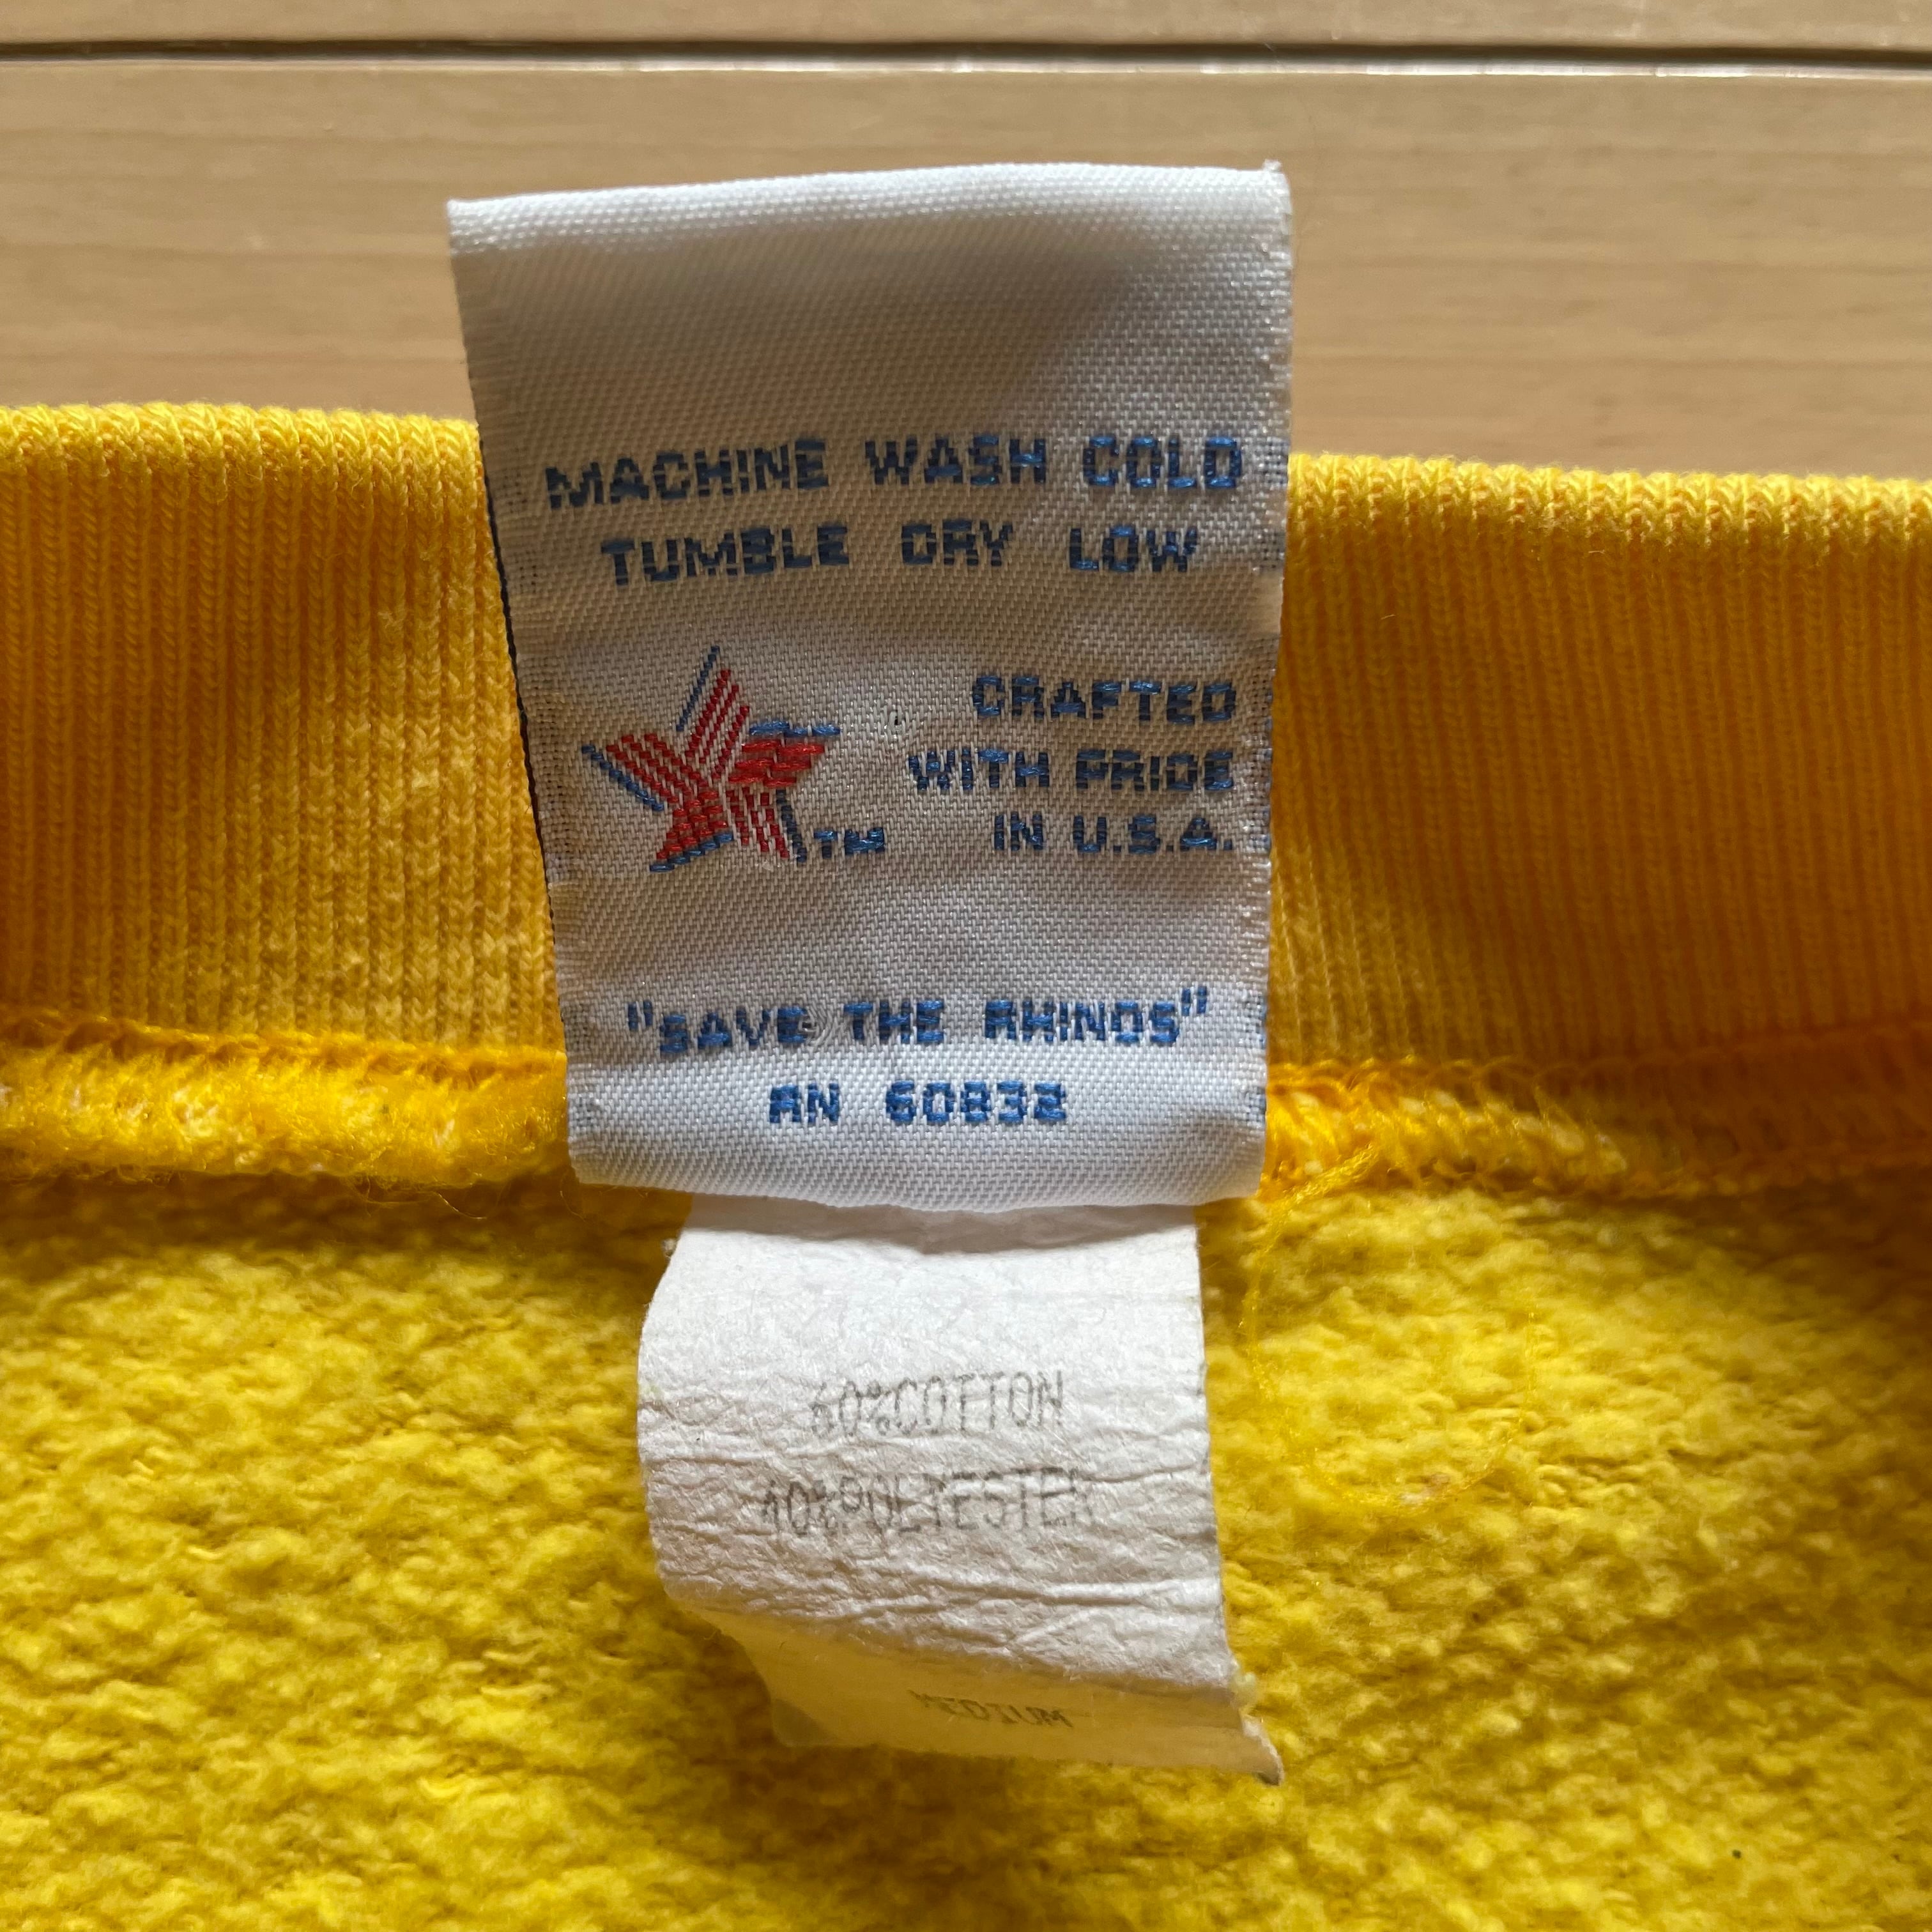 MACHINE WASH COLD
TUMBLE DRY LOW
CRAFTED
WITH PRIDE
IN U.S.A.
TM
"SAVE THE RHINOS"
RN 60832
60%COTTON
40%POLYESTER
MEDIUM